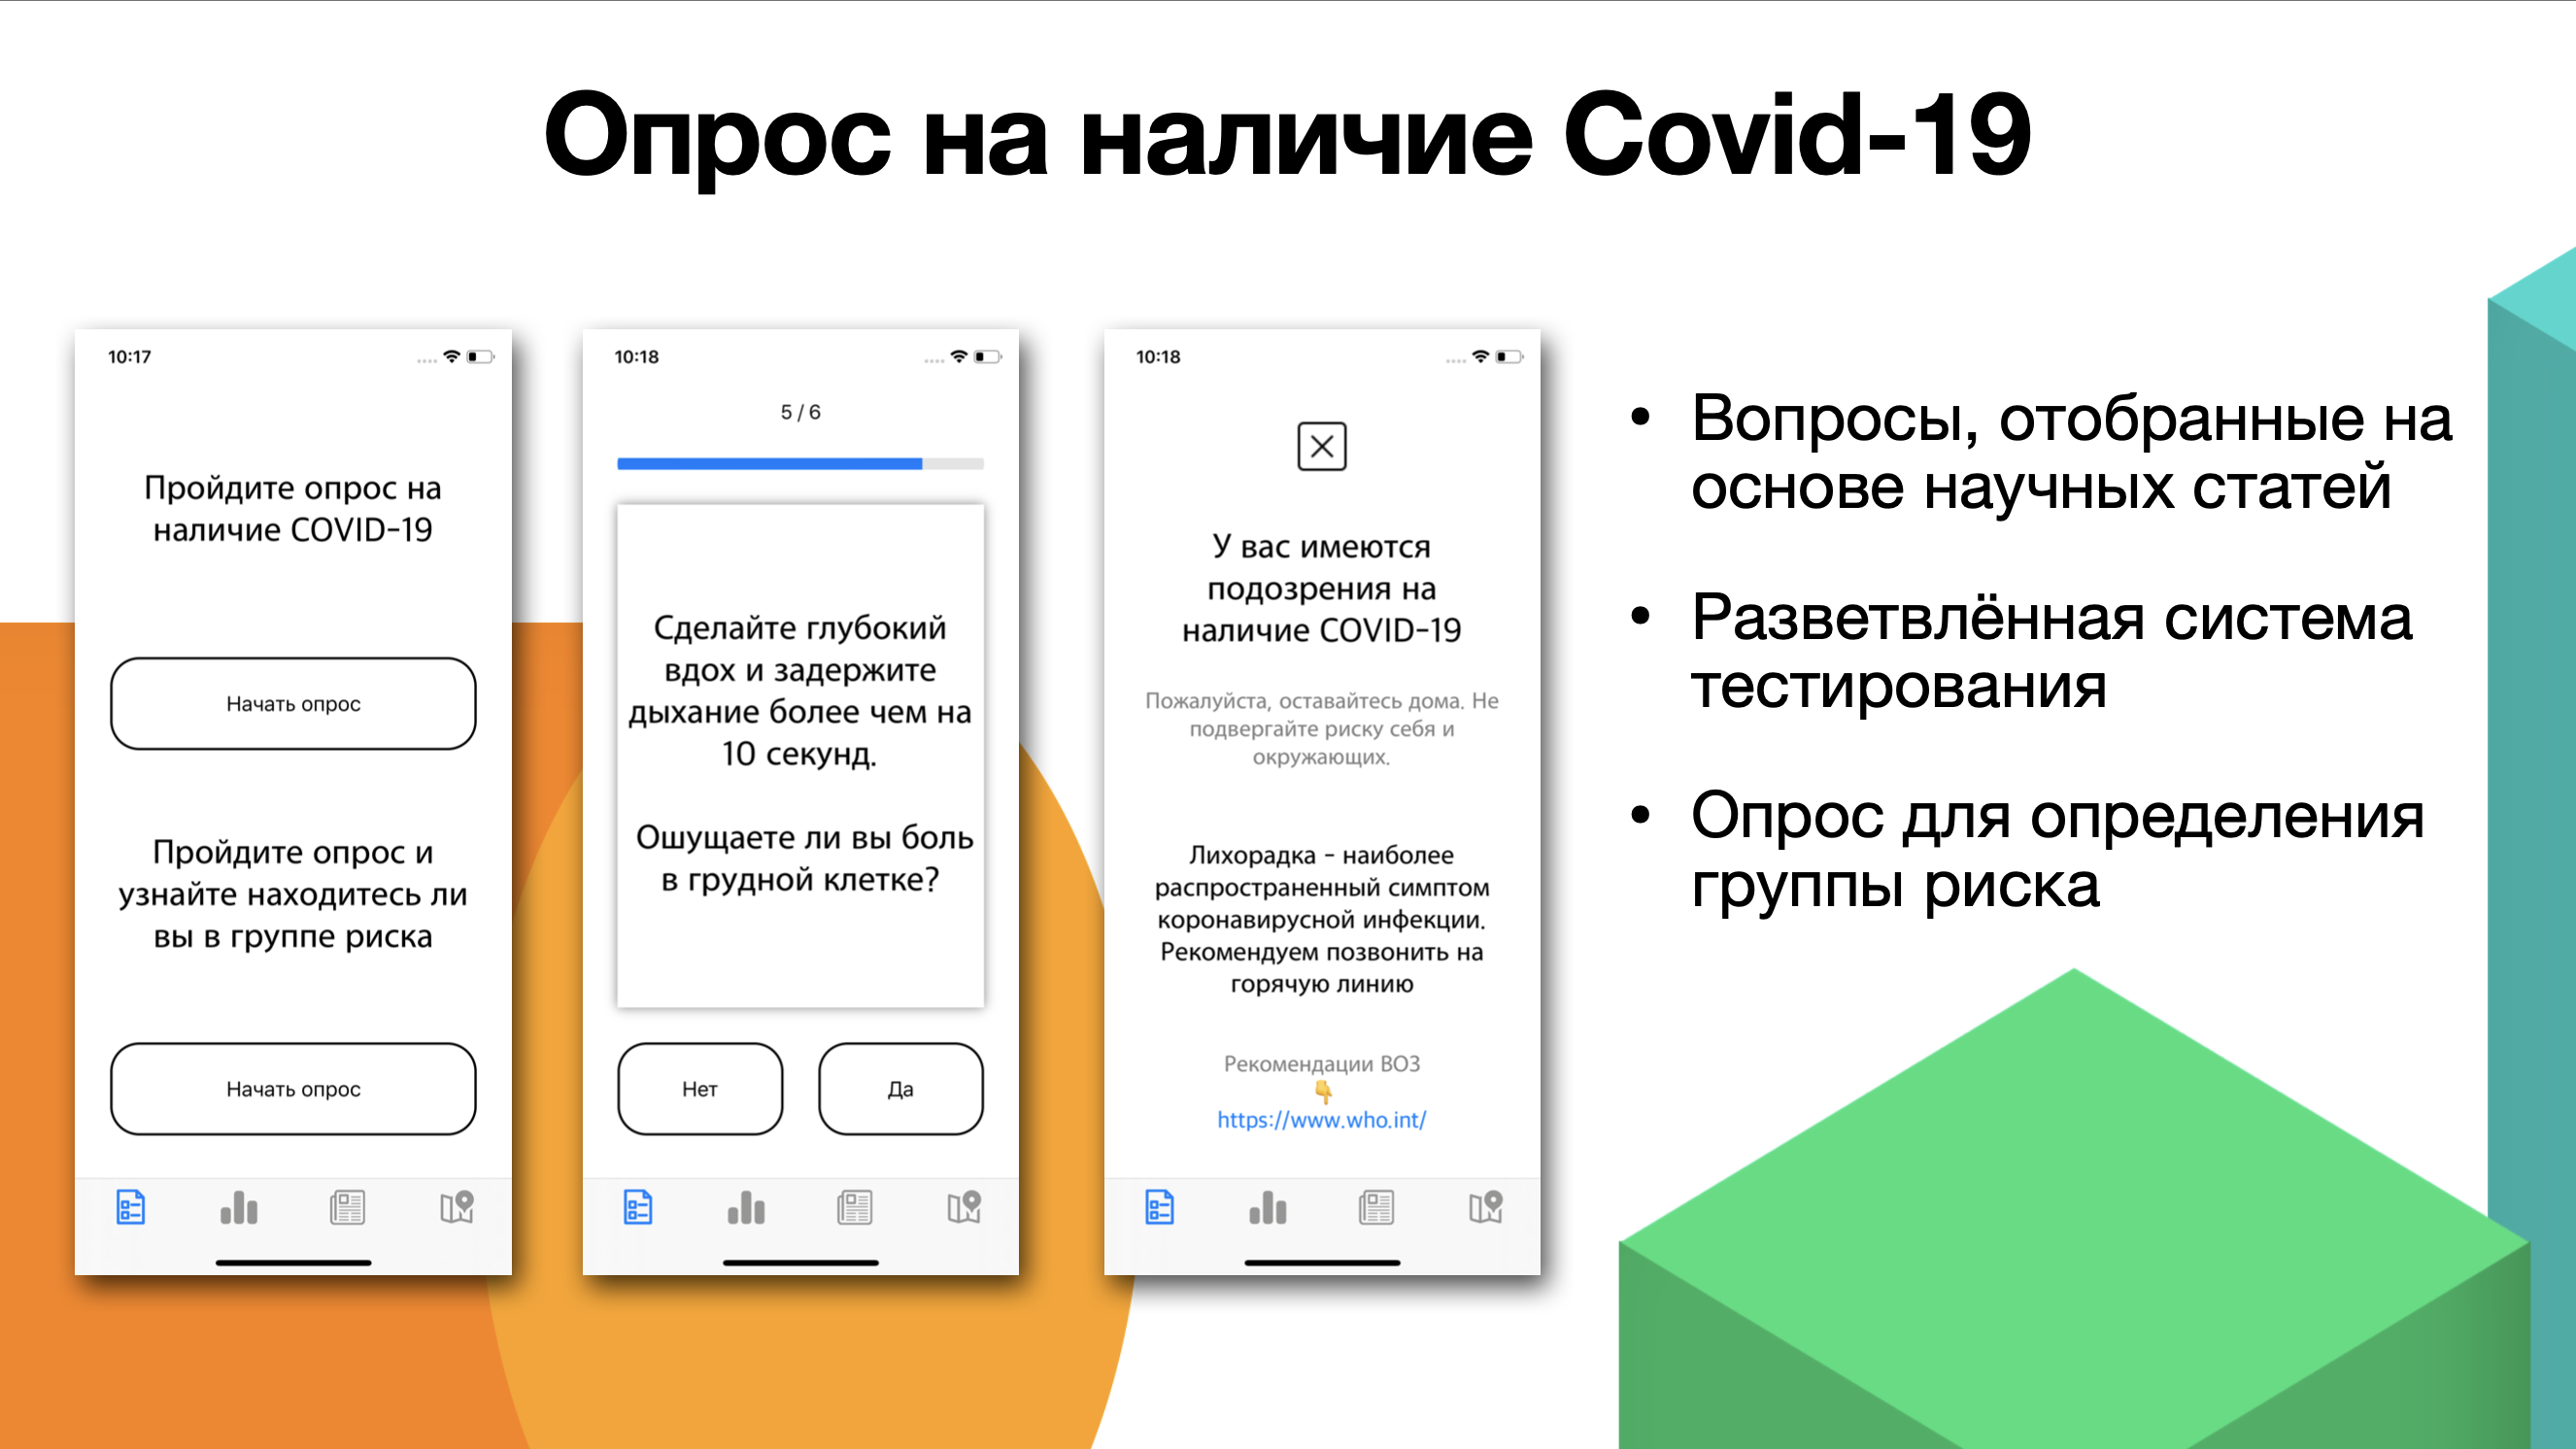 Опрос на наличие Covid-19
10:17
Пройдите опрос на
наличие COVID-19
Начать опрос
Пройдите опрос и
узнайте находитесь ли
вы в группе риска
Начать опрос
10:18
5 / 6
Сделайте глубокий
вдох и задержите
дыхание более чем на
10 секунд.
Ошущаете ли вы боль
в грудной клетке?
Нет
Да
10:18
У вас имеются
подозрения на
наличие COVID-19
Пожалуйста, оставайтесь дома. Не
подвергайте риску себя и
окружающих.
Лихорадка - наиболее
распространенный симптом
коронавирусной инфекции.
Рекомендуем позвонить на
горячую линию
Рекомендации ВОЗ
👇
https://www.who.int/
• Вопросы, отобранные на
основе научных статей
• Разветвлённая система
тестирования
• Опрос для определения
группы риска